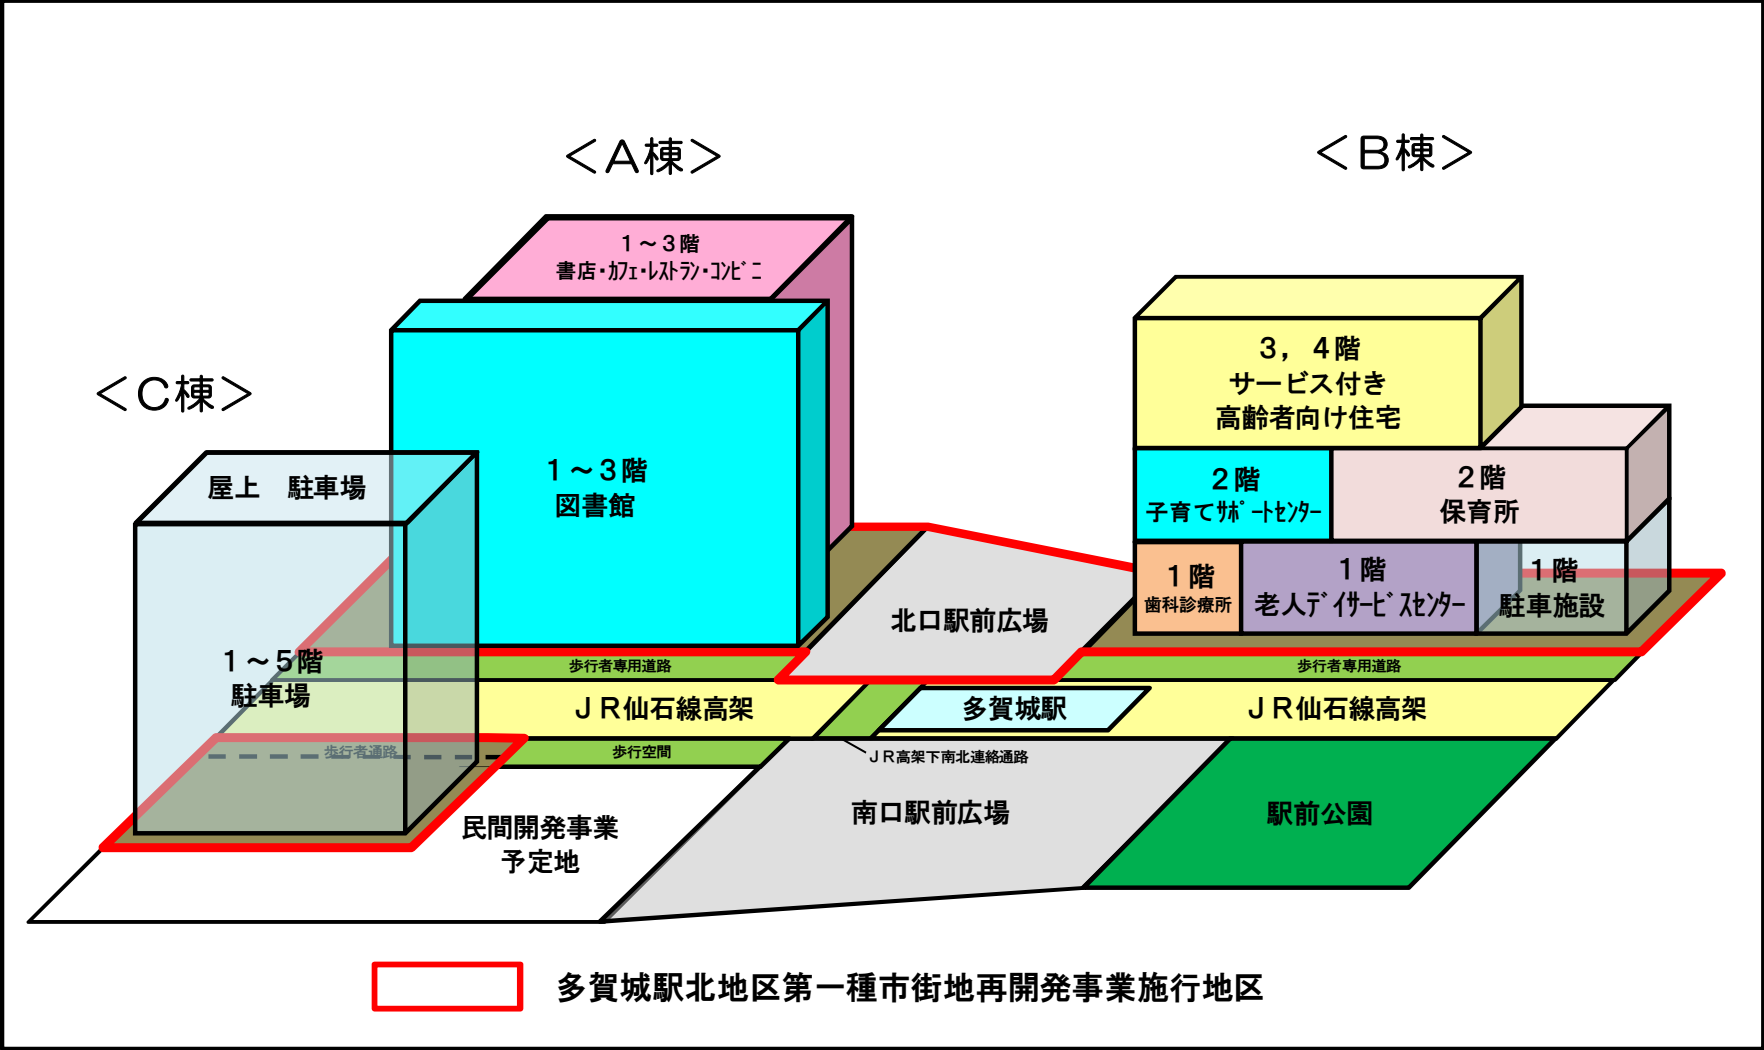 ＜Ａ棟＞
＜Ｂ棟＞
＜Ｃ棟＞
１～３階
書店・ｶﾌｪ・ﾚｽﾄﾗﾝ・ｺﾝﾋﾞﾆ
１～３階
図書館
屋上　駐車場
１～５階
駐車場
３，４階
サービス付き
高齢者向け住宅
２階
子育てｻﾎﾟｰﾄｾﾝﾀｰ
２階
保育所
１階
歯科診療所
１階
老人ﾃﾞｲｻｰﾋﾞｽｾﾝﾀｰ
１階
駐車施設
北口駅前広場
歩行者専用道路
歩行者専用道路
ＪＲ仙石線高架
多賀城駅
ＪＲ仙石線高架
歩行者通路
歩行空間
ＪＲ高架下南北連絡通路
南口駅前広場
駅前公園
民間開発事業
予定地
多賀城駅北地区第一種市街地再開発事業施行地区